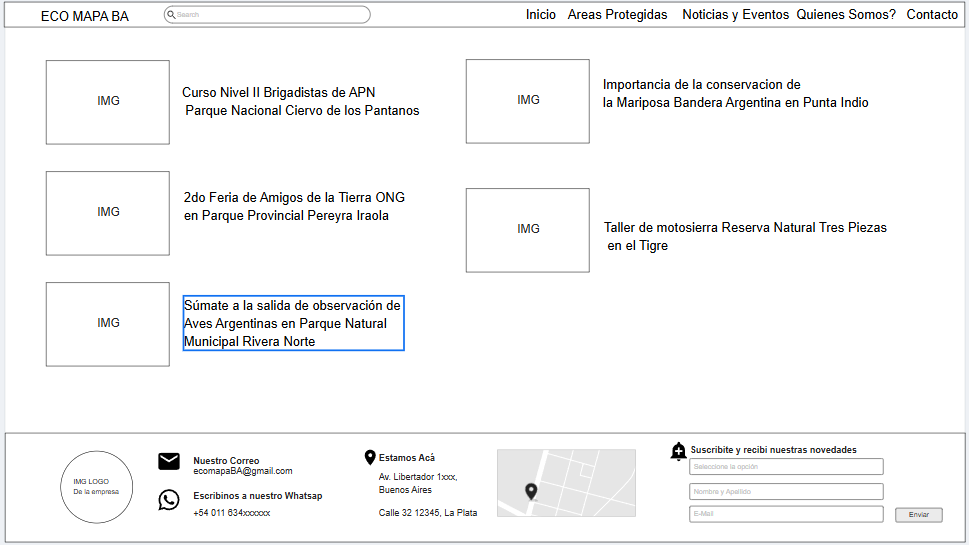 ECO MAPA BA
Search
Inicio
Areas Protegidas
Noticias y Eventos
Quienes Somos?
Contacto
IMG
Curso Nivel II Brigadistas de APN
Parque Nacional Ciervo de los Pantanos
IMG
Importancia de la conservacion de
la Mariposa Bandera Argentina en Punta Indio
IMG
2do Feria de Amigos de la Tierra ONG
en Parque Provincial Pereyra Iraola
IMG
Taller de motosierra Reserva Natural Tres Piezas
en el Tigre
IMG
Súmate a la salida de observación de
Aves Argentinas en Parque Natural
Municipal Rivera Norte
IMG LOGO
De la empresa
Nuestro Correo
ecomapaBA@gmail.com
Escribinos a nuestro Whatsap
+54 011 634xxxxxx
Estamos Acá
Av. Libertador 1xxx,
Buenos Aires
Calle 32 12345, La Plata
Suscribite y recibi nuestras novedades
Seleccione la opción
Nombre y Apellido
E-Mail
Enviar